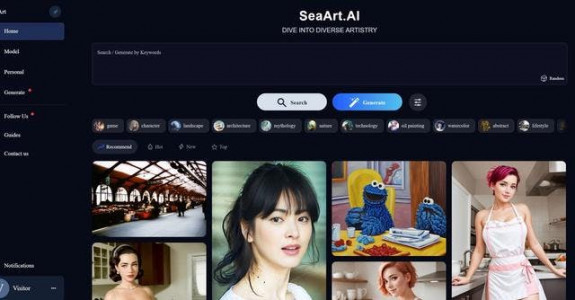 Art
SeaArt.AI
DIVE INTO DIVERSE ARTISTRY
Home
Model
Personal
Generate
Follow Us
Guides
Contact us
Search / Generate by Keywords
Random
Search
Generate
game
character
landscape
architecture
mythology
nature
technology
oil painting
watercolor
abstract
lifestyle
Recommend
Hot
New
Top
Notifications
V
Visitor